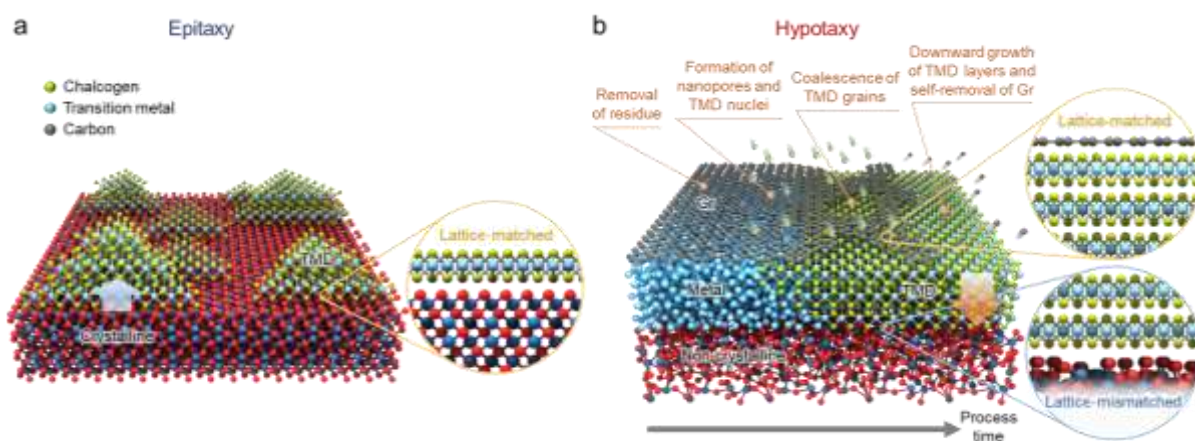 a
Epitaxy
Chalcogen
Transition metal
Carbon
TMD
Crystalline
Lattice-matched
b
Hypotaxy
Removal
of residue
Formation of
nanopores and
TMD nuclei
Coalescence of
TMD grains
Downward growth
of TMD layers and
self-removal of Gr
Gr
Metal
TMD
Non-crystalline
Lattice-matched
Lattice-mismatched
Process
time